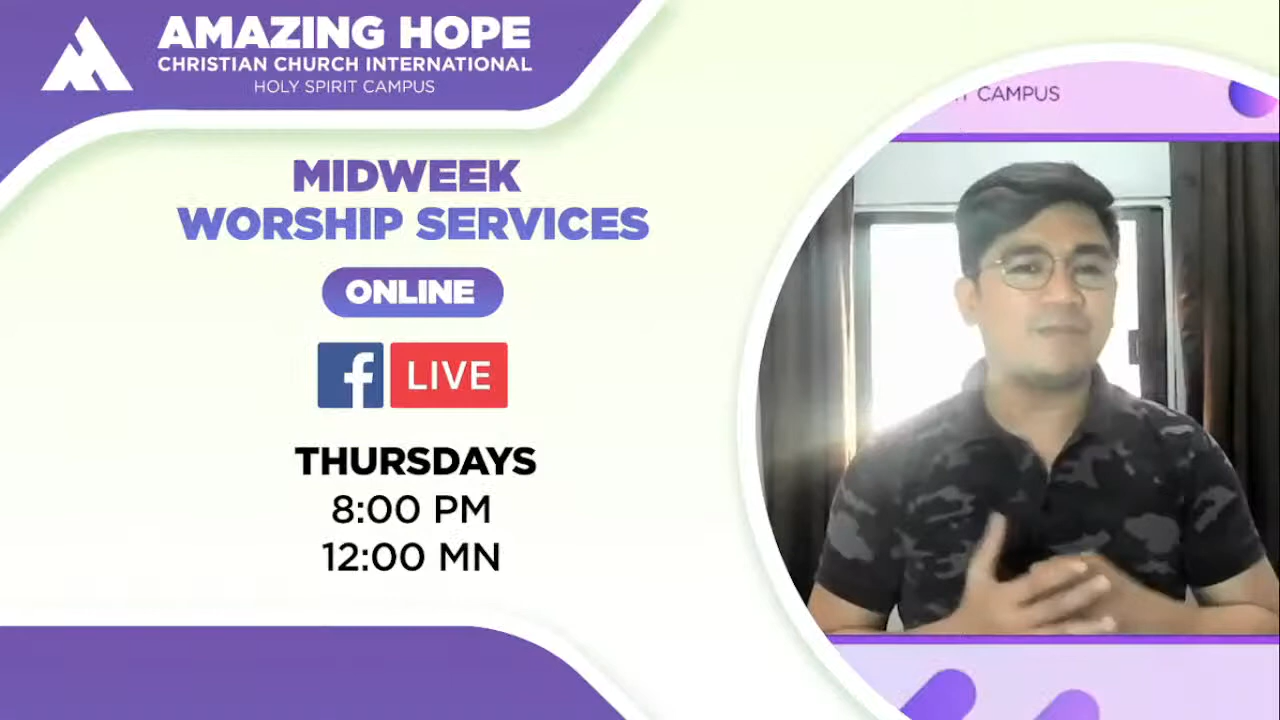 AMAZING HOPE
CHRISTIAN CHURCH INTERNATIONAL
HOLY SPIRIT CAMPUS
MIDWEEK
WORSHIP SERVICES
ONLINE
f LIVE
THURSDAYS
8:00 PM
12:00 MN
CAMPUS